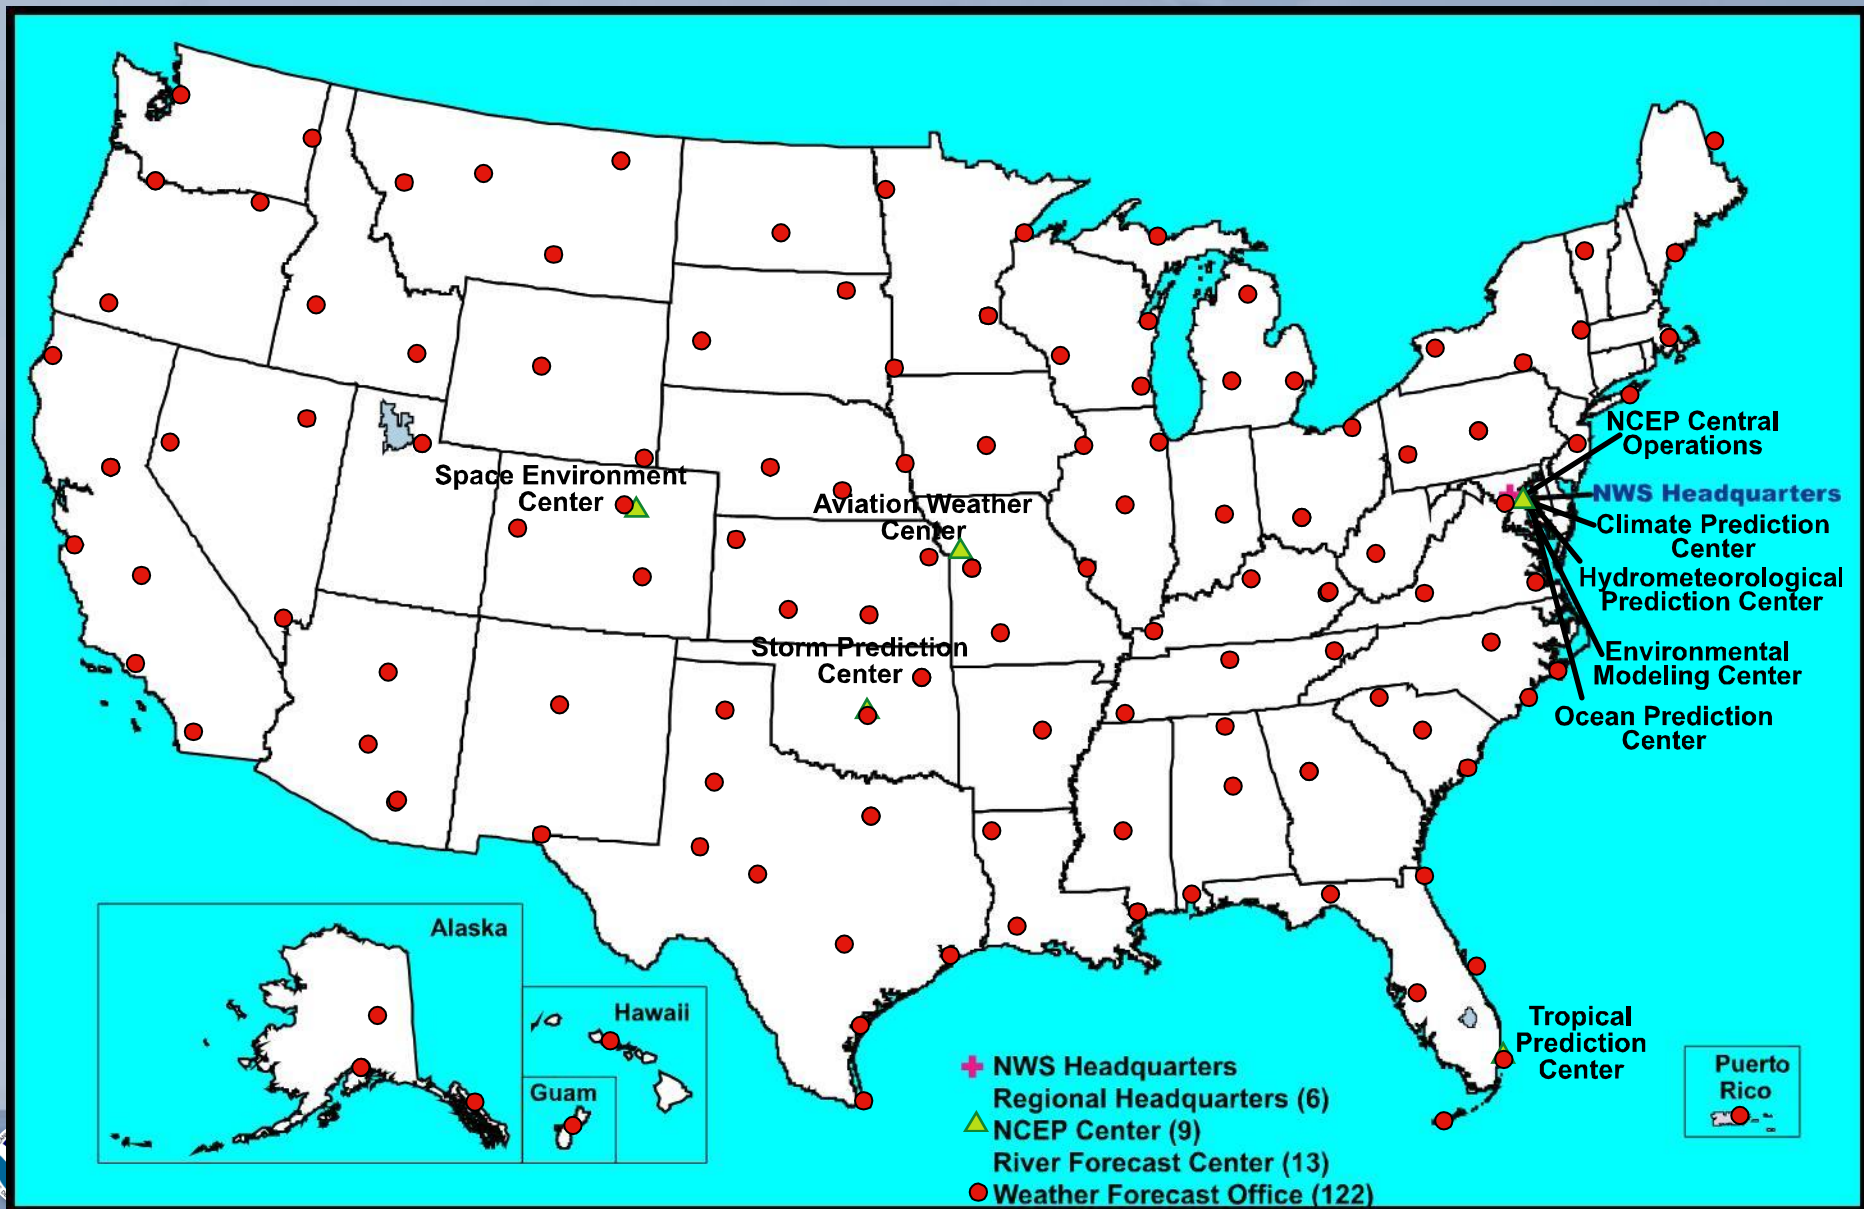 NCEP Central
Operations
Space Environment
Center
Aviation Weather
Center
NWS Headquarters
Climate Prediction
Center
Hydrometeorological
Prediction Center
Storm Prediction
Center
Environmental
Modeling Center
Ocean Prediction
Center
Alaska
Hawaii
Guam
Tropical
Prediction
Center
Puerto
Rico
NWS Headquarters
Regional Headquarters (6)
NCEP Center (9)
River Forecast Center (13)
Weather Forecast Office (122)